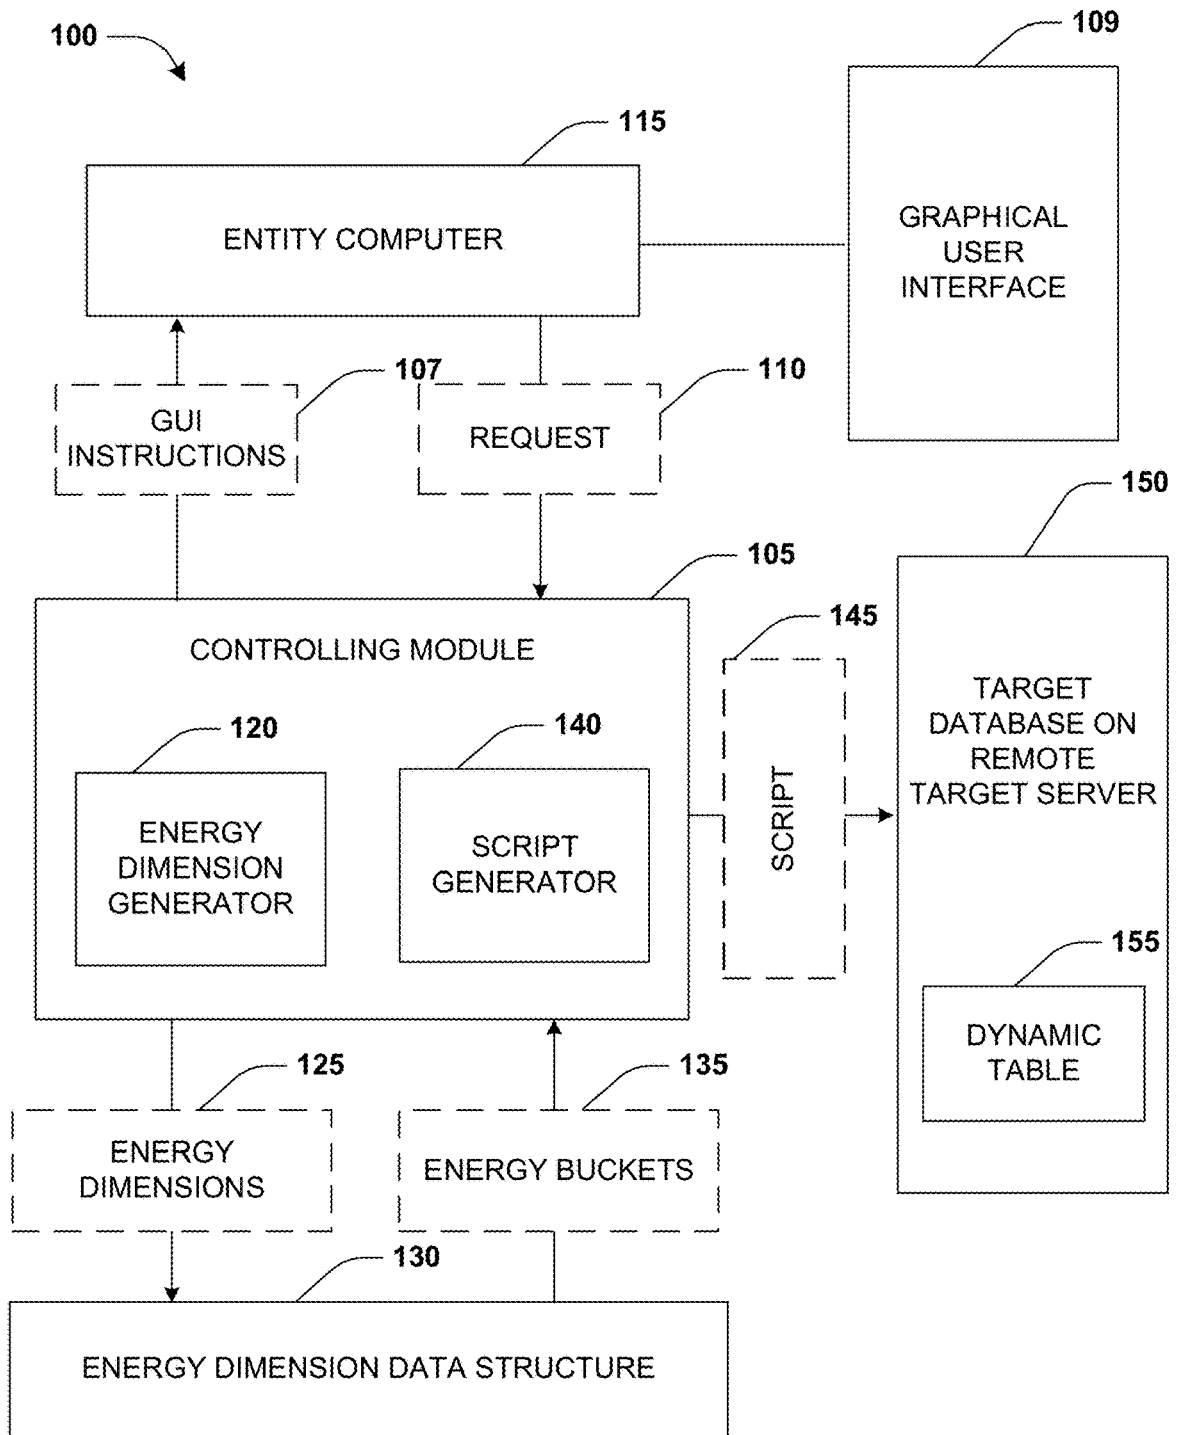 100
109
115
ENTITY COMPUTER
GRAPHICAL
USER
INTERFACE
107
110
GUI
INSTRUCTIONS
REQUEST
150
105
145
CONTROLLING MODULE
120
140
ENERGY
DIMENSION
GENERATOR
SCRIPT
GENERATOR
SCRIPT
TARGET
DATABASE ON
REMOTE
TARGET SERVER
155
DYNAMIC
TABLE
125
135
ENERGY
DIMENSIONS
ENERGY BUCKETS
130
ENERGY DIMENSION DATA STRUCTURE